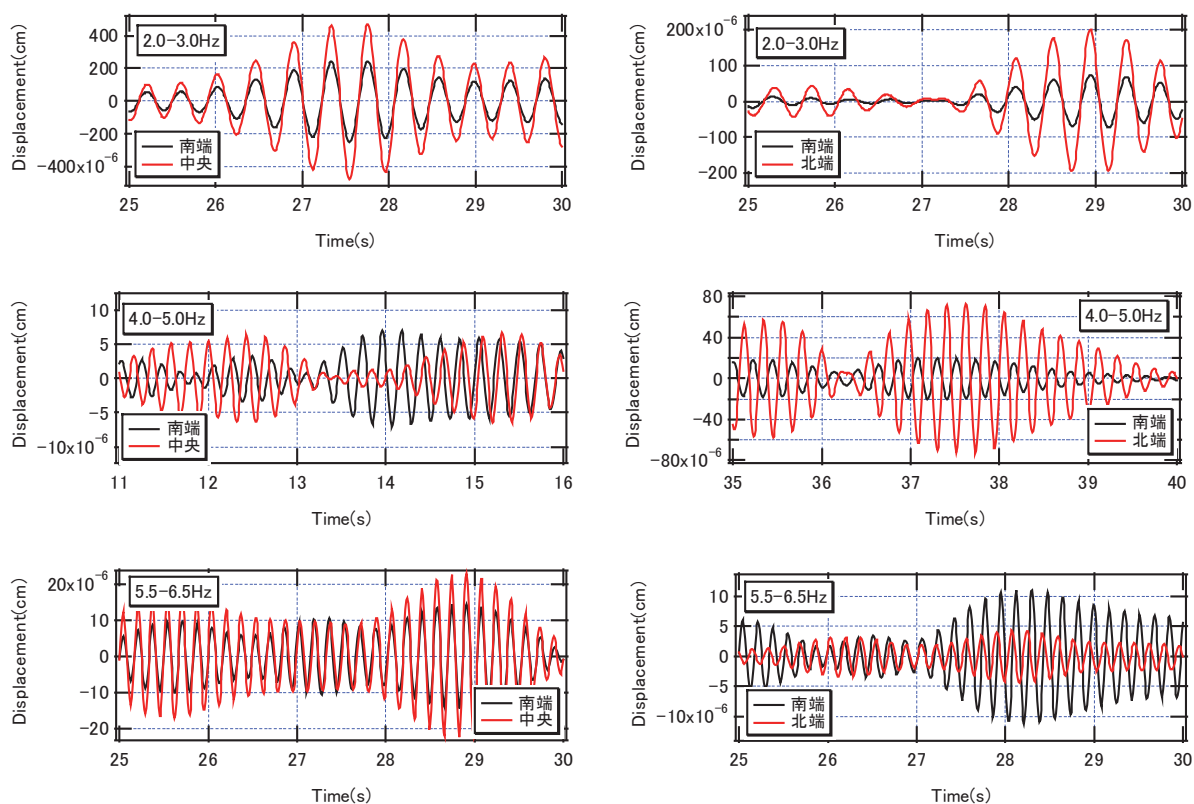 Displacement(cm)
400
200
0
-200
-400x10-6
2.0-3.0Hz
南端
中央
25 26 27 28 29 30
Time(s)
Displacement(cm)
200x10-6
100
0
-100
-200
2.0-3.0Hz
南端
北端
25 26 27 28 29 30
Time(s)
Displacement(cm)
10
5
0
-5
-10x10-6
4.0-5.0Hz
南端
中央
11 12 13 14 15 16
Time(s)
Displacement(cm)
80
40
0
-40
-80x10-6
4.0-5.0Hz
南端
北端
35 36 37 38 39 40
Time(s)
Displacement(cm)
20x10-6
10
0
-10
-20
5.5-6.5Hz
南端
中央
25 26 27 28 29 30
Time(s)
Displacement(cm)
10
5
0
-5
-10x10-6
5.5-6.5Hz
南端
北端
25 26 27 28 29 30
Time(s)